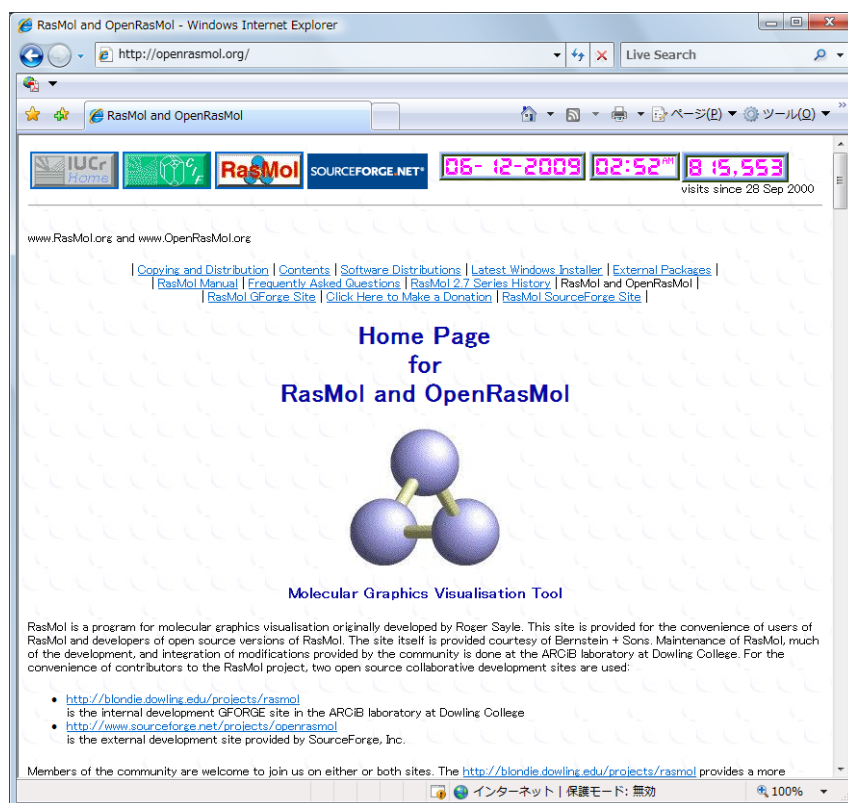 RasMol and OpenRasMol - Windows Internet Explorer
http://openrasmol.org/
Live Search
RasMol and OpenRasMol
ページ(P)
ツール(O)
IUCr
Home
CIF
RasMol
SOURCEFORGE.NET®
06-12-2009
02:52AM
815,553
visits since 28 Sep 2000
www.RasMol.org and www.OpenRasMol.org
| Copying and Distribution | Contents | Software Distributions | Latest Windows Installer | External Packages |
| RasMol Manual | Frequently Asked Questions | RasMol 2.7 Series History | RasMol and OpenRasMol |
| RasMol GForge Site | Click Here to Make a Donation | RasMol SourceForge Site |
Home Page
for
RasMol and OpenRasMol
Molecular Graphics Visualisation Tool
RasMol is a program for molecular graphics visualisation originally developed by Roger Sayle. This site is provided for the convenience of users of
RasMol and developers of open source versions of RasMol. The site itself is provided courtesy of Bernstein + Sons. Maintenance of RasMol, much
of the development, and integration of modifications provided by the community is done at the ARCiB laboratory at Dowling College. For the
convenience of contributors to the RasMol project, two open source collaborative development sites are used:
• http://blondie.dowling.edu/projects/rasmol
is the internal development GFORGE site in the ARCiB laboratory at Dowling College
• http://www.sourceforge.net/projects/openrasmol
is the external development site provided by SourceForge, Inc.
Members of the community are welcome to join us on either or both sites. The http://blondie.dowling.edu/projects/rasmol provides a more
インターネット | 保護モード: 無効
100%